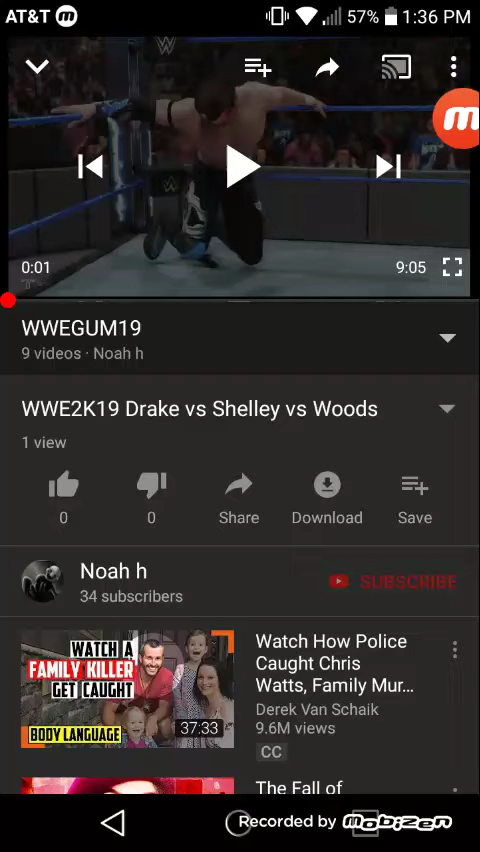 AT&T
57%
1:36 PM
0:01
9:05
WWEGUM19
9 videos · Noah h
WWE2K19 Drake vs Shelley vs Woods
1 view
0
0
Share
Download
Save
Noah h
34 subscribers
SUBSCRIBE
WATCH A
FAMILY KILLER
GET CAUGHT
BODY LANGUAGE
37:33
Watch How Police
Caught Chris
Watts, Family Mur...
Derek Van Schaik
9.6M views
CC
The Fall of
Recorded by Mobizen